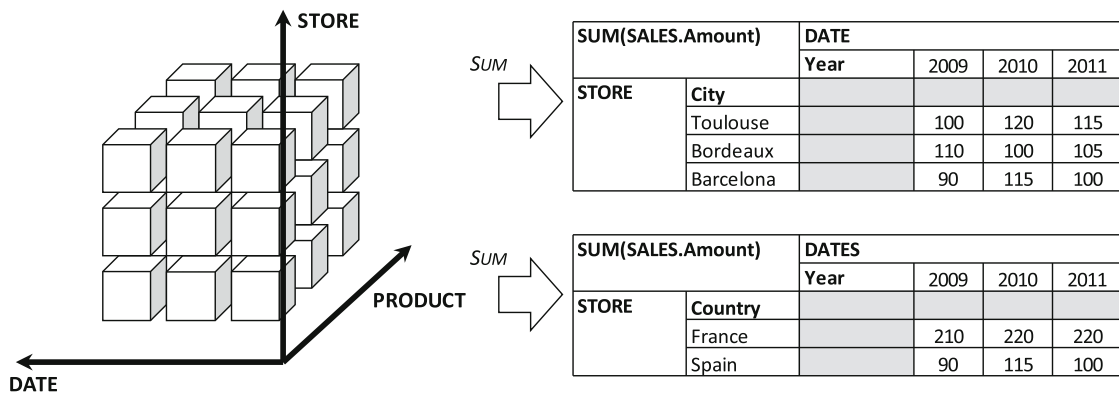 STORE
PRODUCT
DATE
SUM
SUM(SALES.Amount) DATE
Year 2009 2010 2011
STORE City
Toulouse 100 120 115
Bordeaux 110 100 105
Barcelona 90 115 100
SUM
SUM(SALES.Amount) DATES
Year 2009 2010 2011
STORE Country
France 210 220 220
Spain 90 115 100